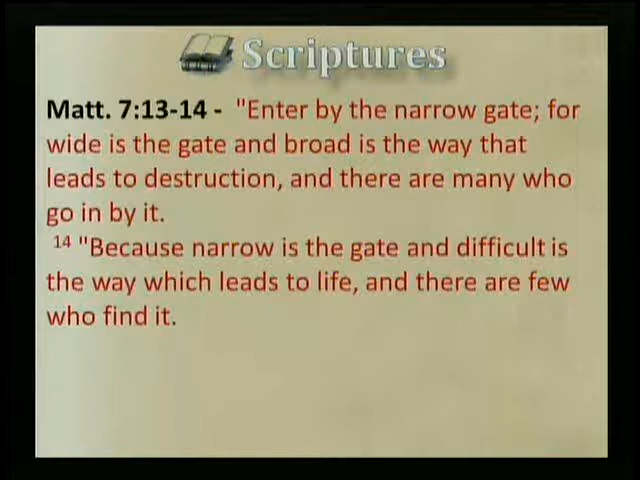 Scriptures
Matt. 7:13-14 - "Enter by the narrow gate; for
wide is the gate and broad is the way that
leads to destruction, and there are many who
go in by it.
14 "Because narrow is the gate and difficult is
the way which leads to life, and there are few
who find it.